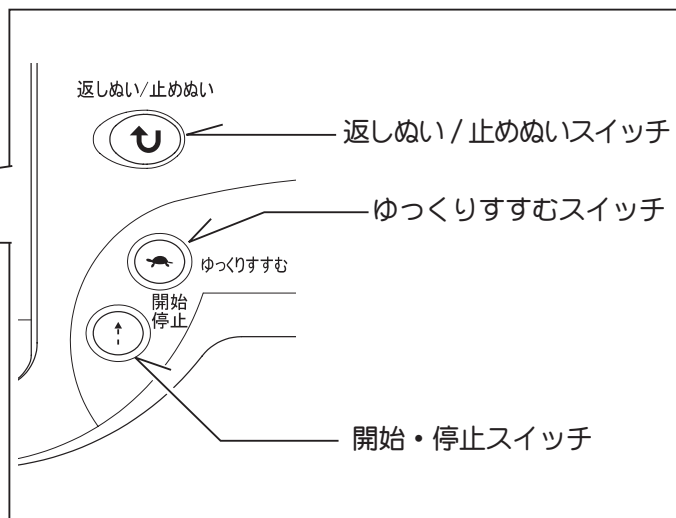 返しぬい/止めぬい
返しぬい/止めぬいスイッチ
ゆっくりすすむスイッチ
ゆっくりすすむ
開始
停止
開始・停止スイッチ